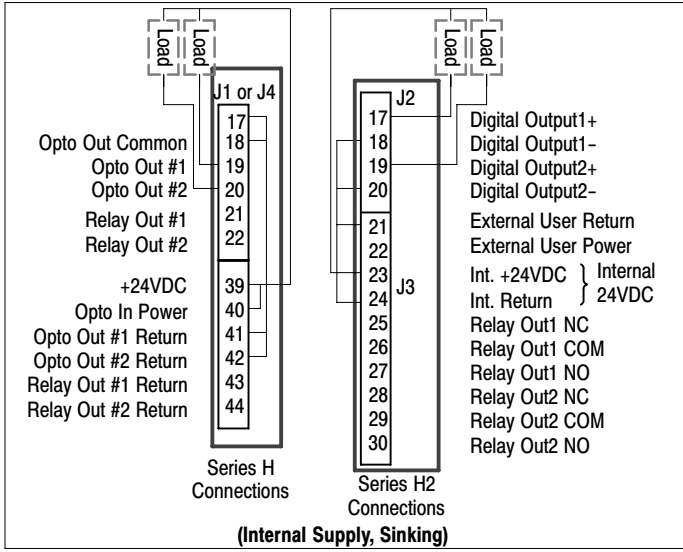 Load
Load
J1 or J4
17
Opto Out Common 18
Opto Out #1 19
Opto Out #2 20
Relay Out #1 21
Relay Out #2 22
+24VDC 39
Opto In Power 40
Opto Out #1 Return 41
Opto Out #2 Return 42
Relay Out #1 Return 43
Relay Out #2 Return 44
Series H
Connections
Load
Load
J2
17 Digital Output1+
18 Digital Output1−
19 Digital Output2+
20 Digital Output2−
J3
21 External User Return
22 External User Power
23 Int. +24VDC
24 Int. Return
} Internal
24VDC
25 Relay Out1 NC
26 Relay Out1 COM
27 Relay Out1 NO
28 Relay Out2 NC
29 Relay Out2 COM
30 Relay Out2 NO
Series H2
Connections
(Internal Supply, Sinking)